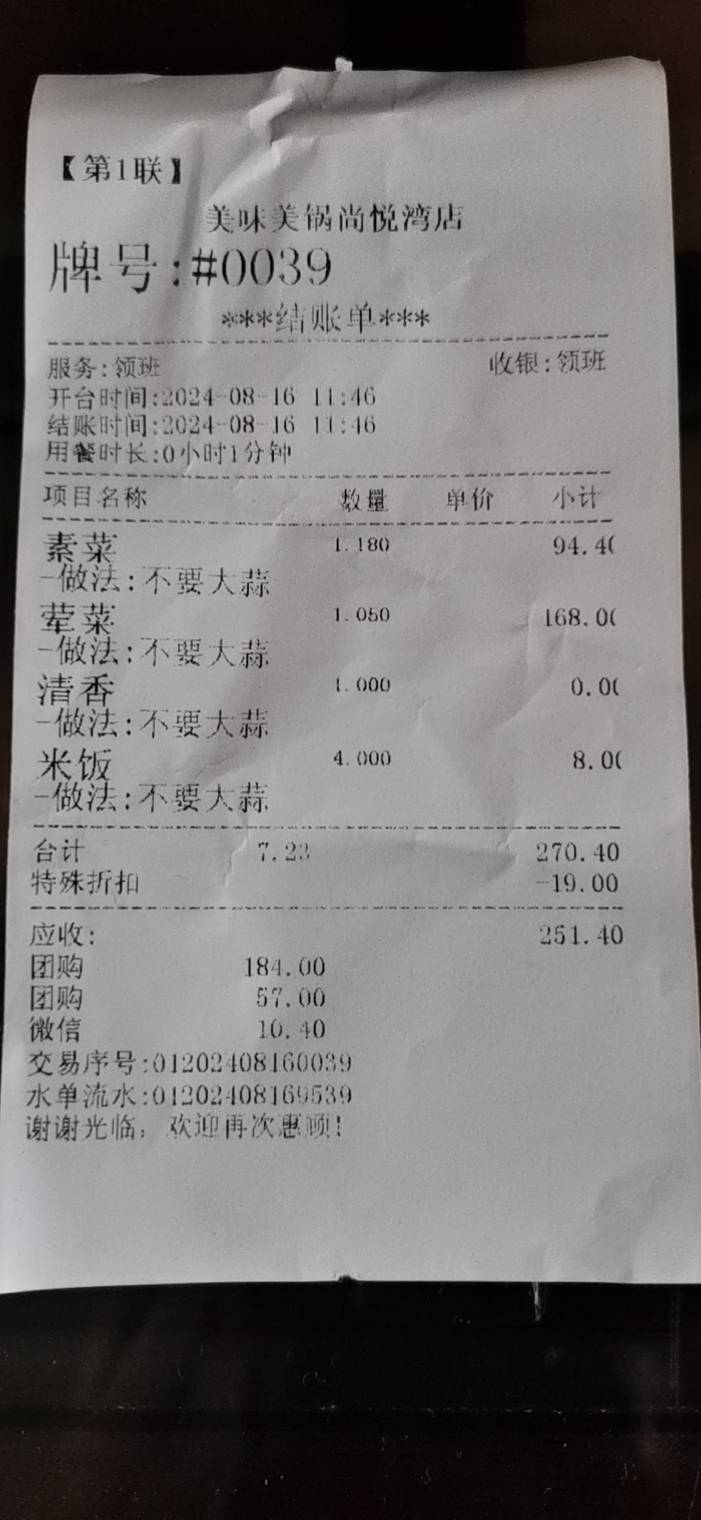 【第1联】
美味美锅尚悦湾店
牌号:#0039
***结账单***
服务:领班 收银:领班
开台时间:2024-08-16 11:46
结账时间:2024-08-16 11:46
用餐时长:0小时1分钟
项目名称 数量 单价 小计
素菜 1.180 94.40
-做法:不要大蒜
荤菜 1.050 168.00
-做法:不要大蒜
清香 1.000 0.00
-做法:不要大蒜
米饭 4.000 8.00
-做法:不要大蒜
合计 7.23 270.40
特殊折扣 -19.00
应收: 251.40
团购 184.00
团购 57.00
微信 10.40
交易序号:01202408160039
水单流水:01202408169539
谢谢光临，欢迎再次惠顾!